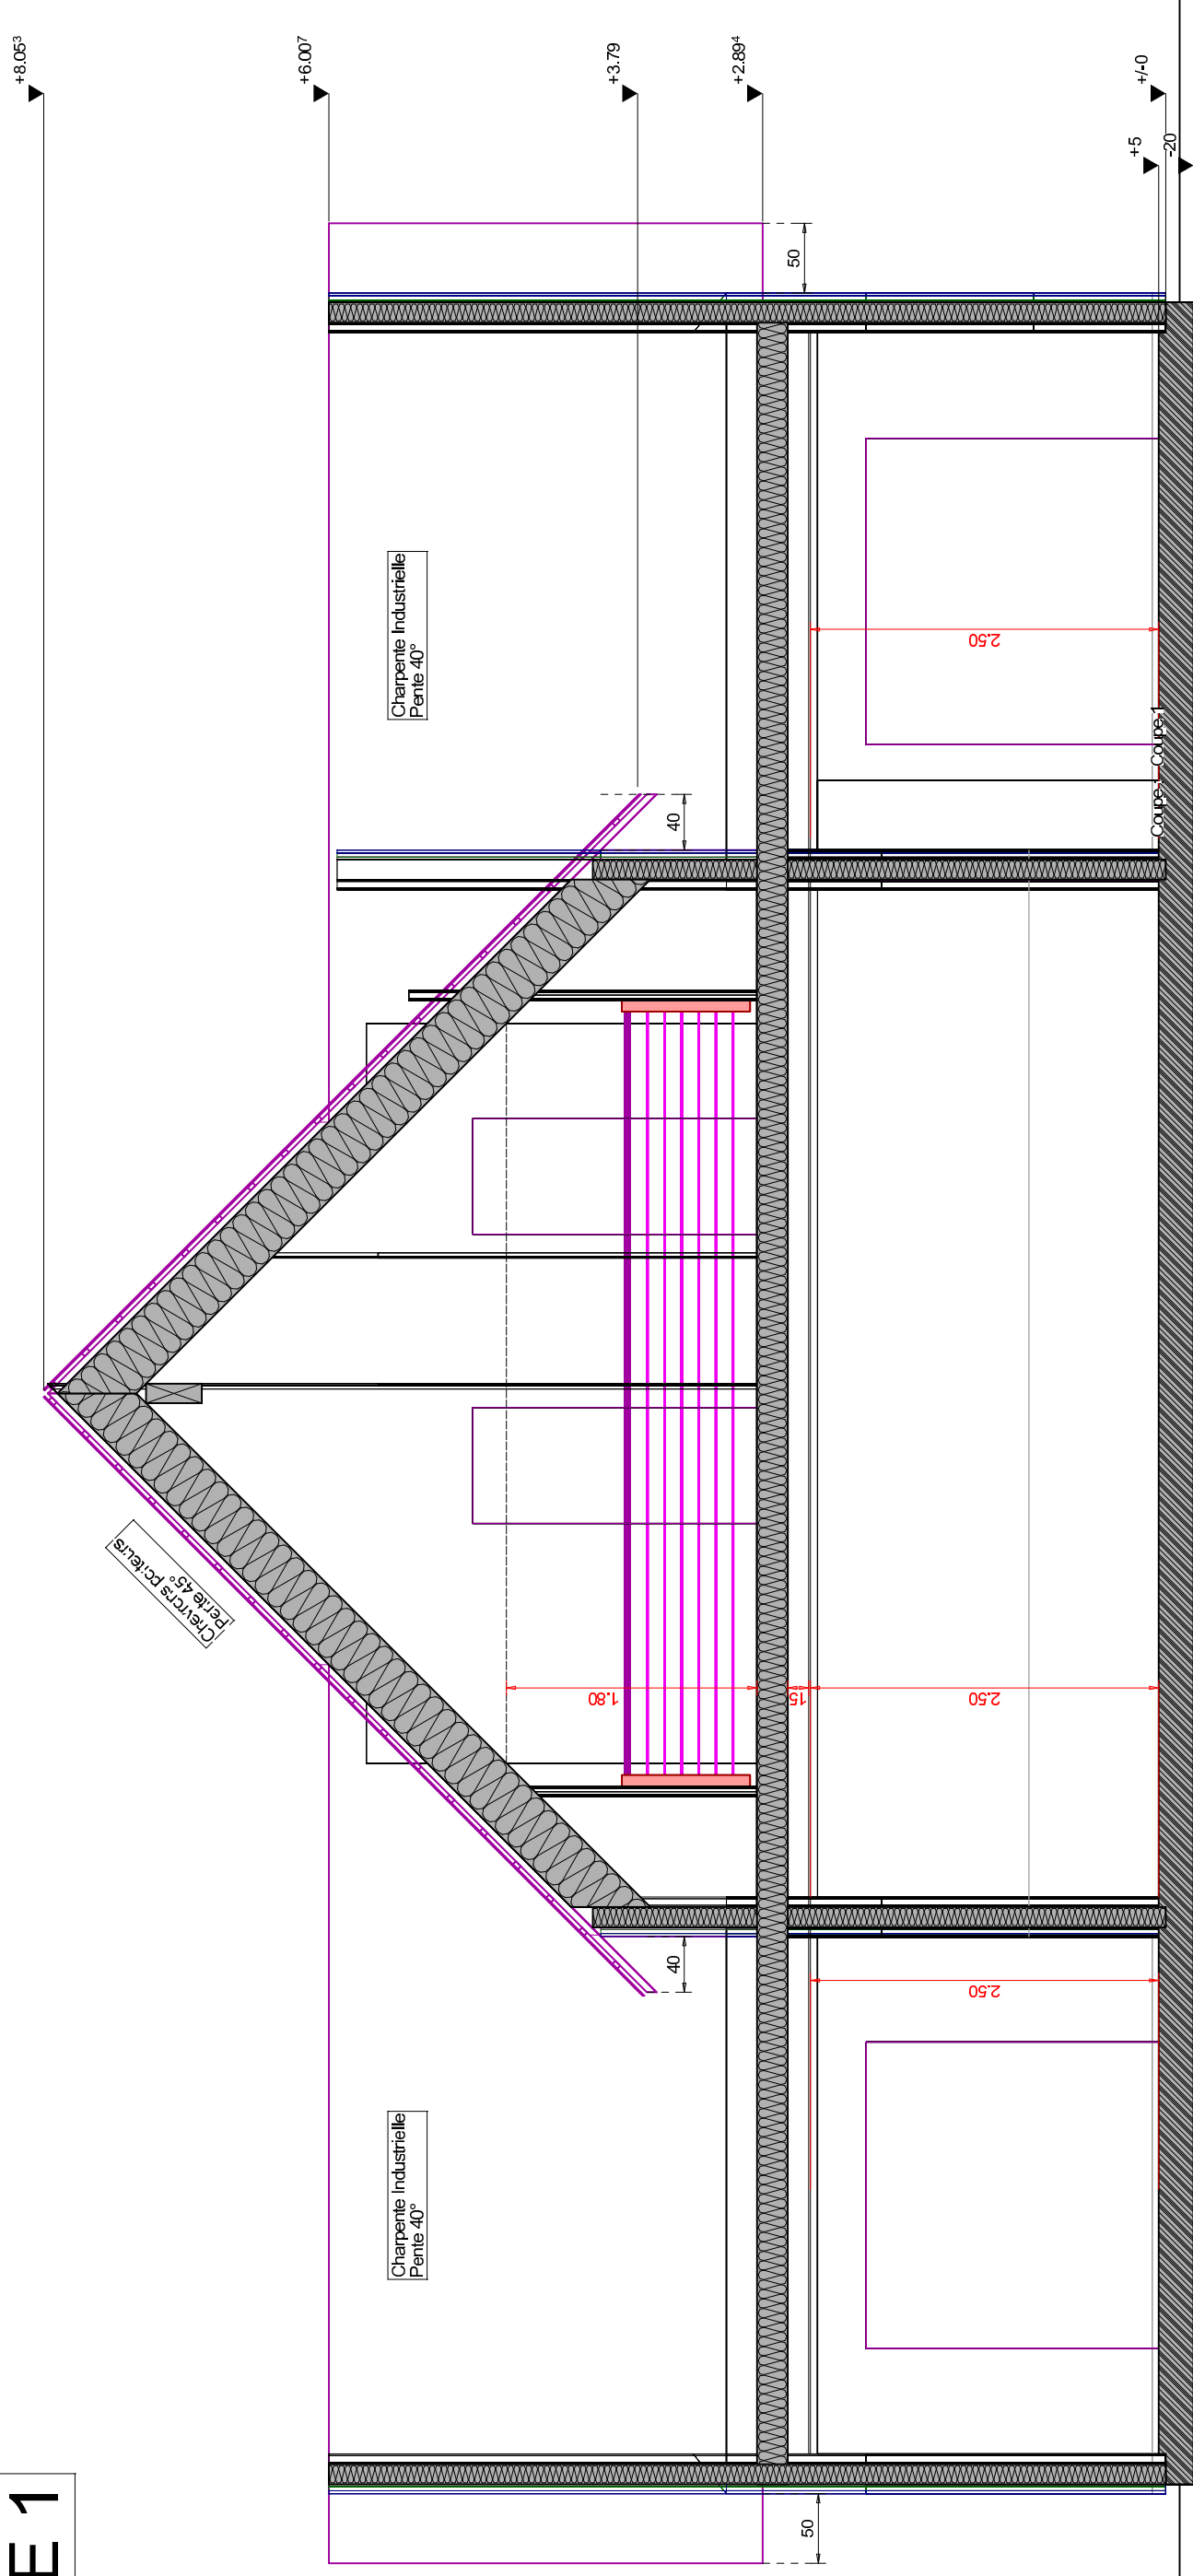 E 1
+8.05³
+6.00⁷
+3.79
+2.89⁴
+/-0
+5
-20
50
Charpente Industrielle
Pente 40°
2.50
Coupe-1 Coupe-1
40
Chevrons porteurs
Pente 45°
1.80
15
2.50
40
2.50
Charpente Industrielle
Pente 40°
50